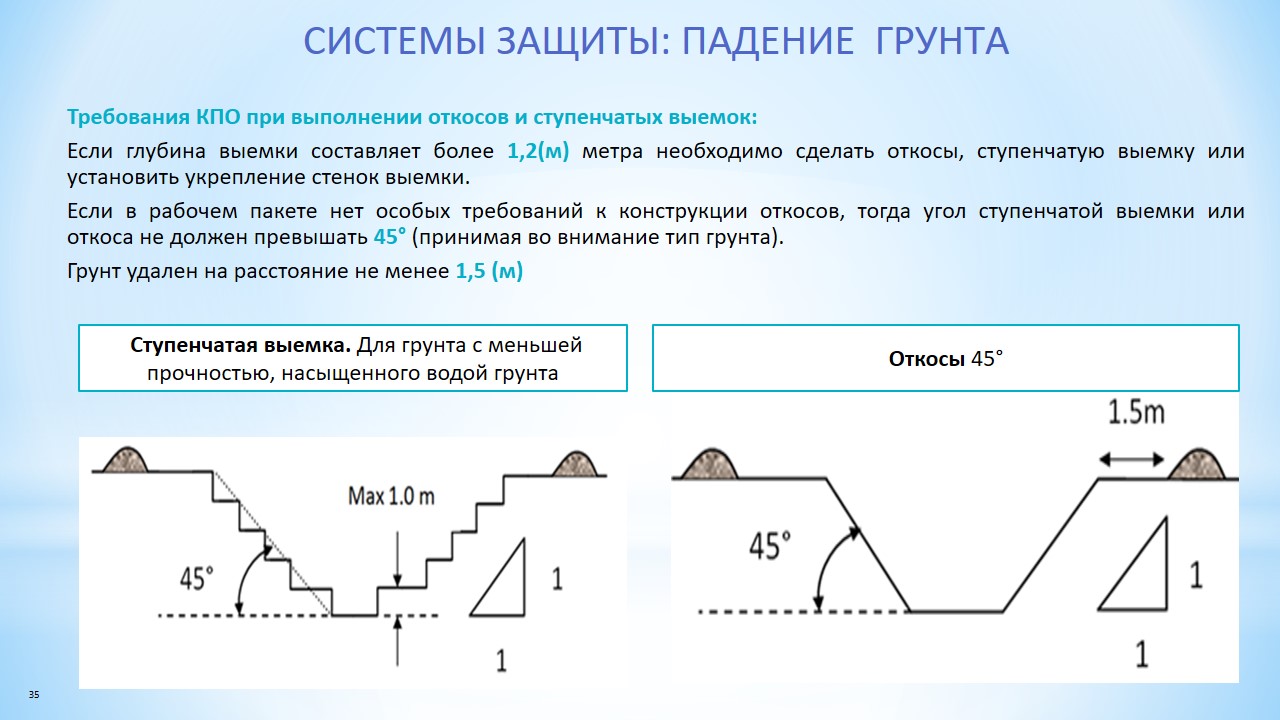 СИСТЕМЫ ЗАЩИТЫ: ПАДЕНИЕ ГРУНТА
Требования КПО при выполнении откосов и ступенчатых выемок:
Если глубина выемки составляет более 1,2(м) метра необходимо сделать откосы, ступенчатую выемку или
установить укрепление стенок выемки.
Если в рабочем пакете нет особых требований к конструкции откосов, тогда угол ступенчатой выемки или
откоса не должен превышать 45° (принимая во внимание тип грунта).
Грунт удален на расстояние не менее 1,5 (м)
Ступенчатая выемка. Для грунта с меньшей
прочностью, насыщенного водой грунта
Откосы 45°
Max 1.0 m
45°
1
1
1.5m
45°
1
1
35